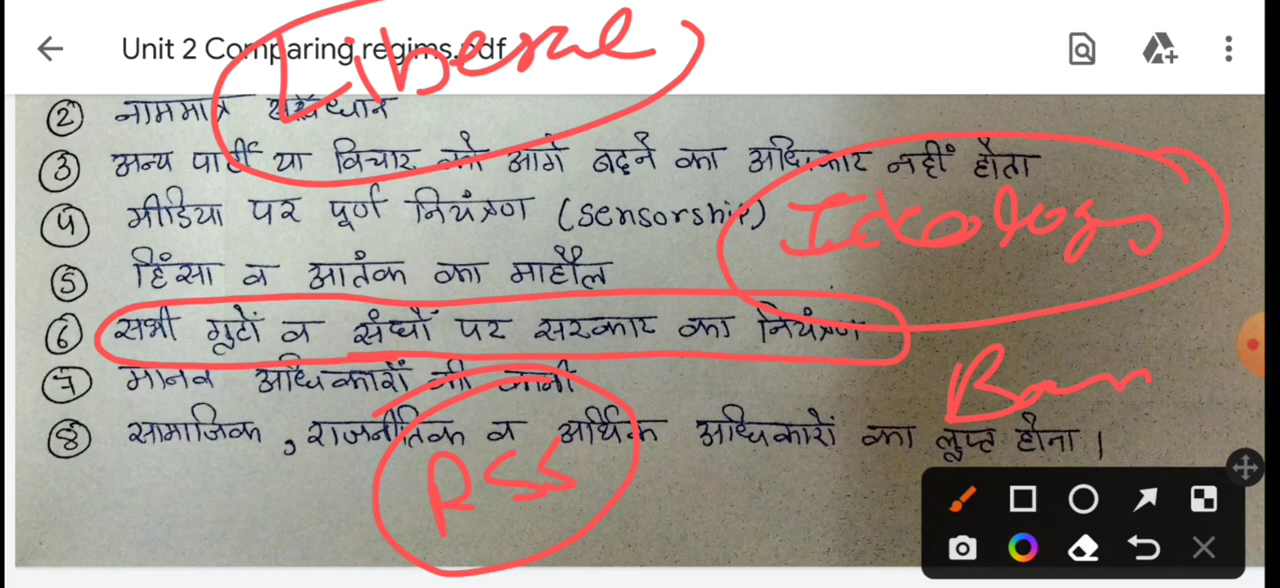 Unit 2 Comparing regims.pdf
Liberal
② नाममात्र संविधान
③ अन्य पार्टी या विचार को आगे बढ़ने का अधिकार नहीं होता
④ मीडिया पर पूर्ण नियंत्रण (Sensorship)
Ideology
⑤ हिंसा व आतंक का माहौल
⑥ सभी गूटों व संघों पर सरकार का नियंत्रण
⑦ मानव अधिकारों की
Ban
⑧ सामाजिक, राजनीतिक व आर्थिक अधिकारों का लूप्त होना।
RSS